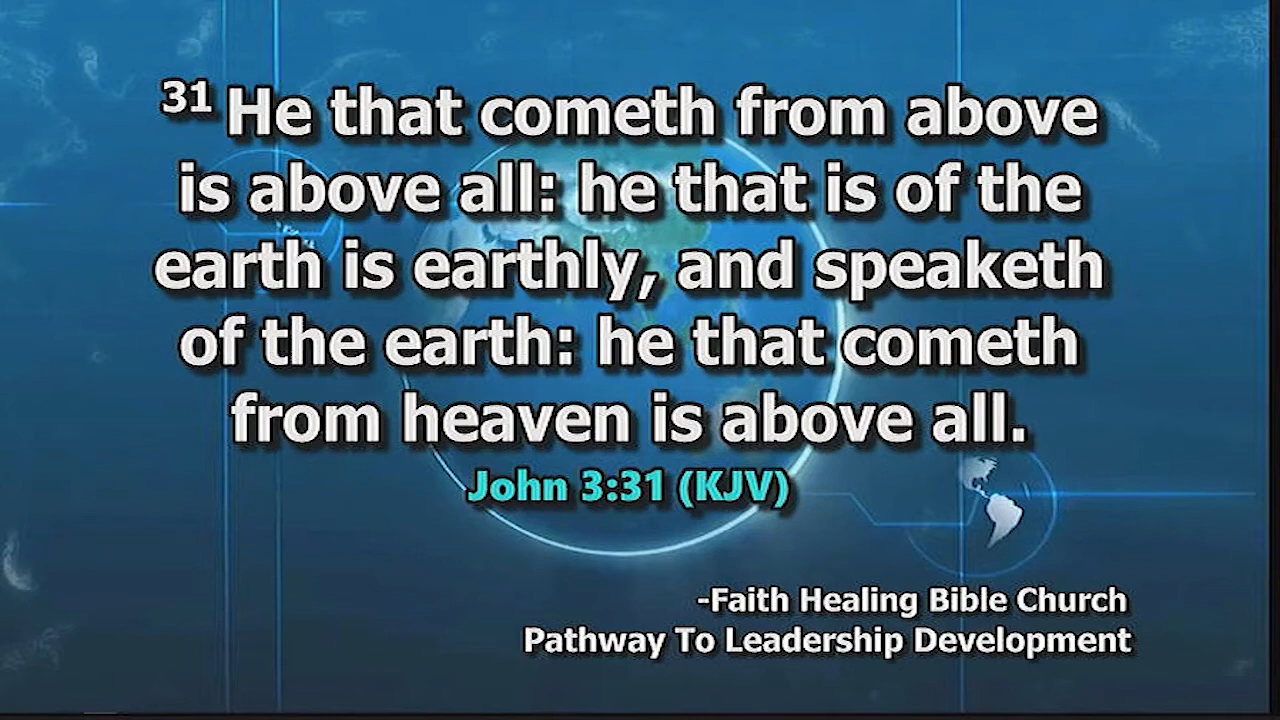 31 He that cometh from above
is above all: he that is of the
earth is earthly, and speaketh
of the earth: he that cometh
from heaven is above all.
John 3:31 (KJV)
-Faith Healing Bible Church
Pathway To Leadership Development